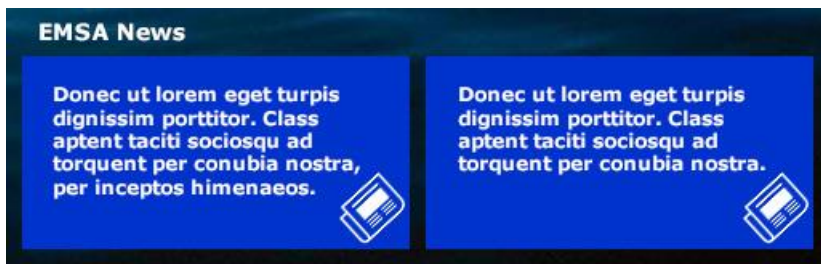 EMSA News
Donec ut lorem eget turpis
dignissim porttitor. Class
aptent taciti sociosqu ad
torquent per conubia nostra,
per inceptos himenaeos.
Donec ut lorem eget turpis
dignissim porttitor. Class
aptent taciti sociosqu ad
torquent per conubia nostra.